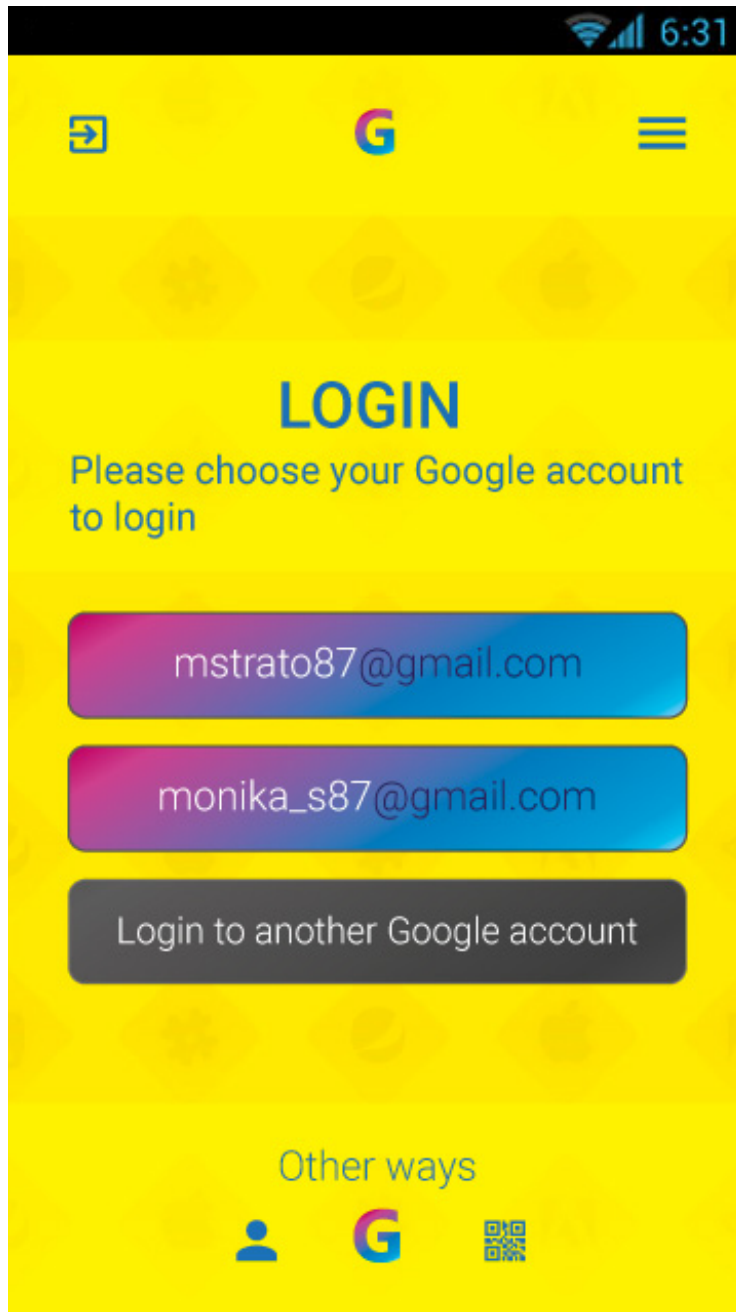 6:31
G
LOGIN
Please choose your Google account
to login
mstrato87@gmail.com
monika_s87@gmail.com
Login to another Google account
Other ways
G